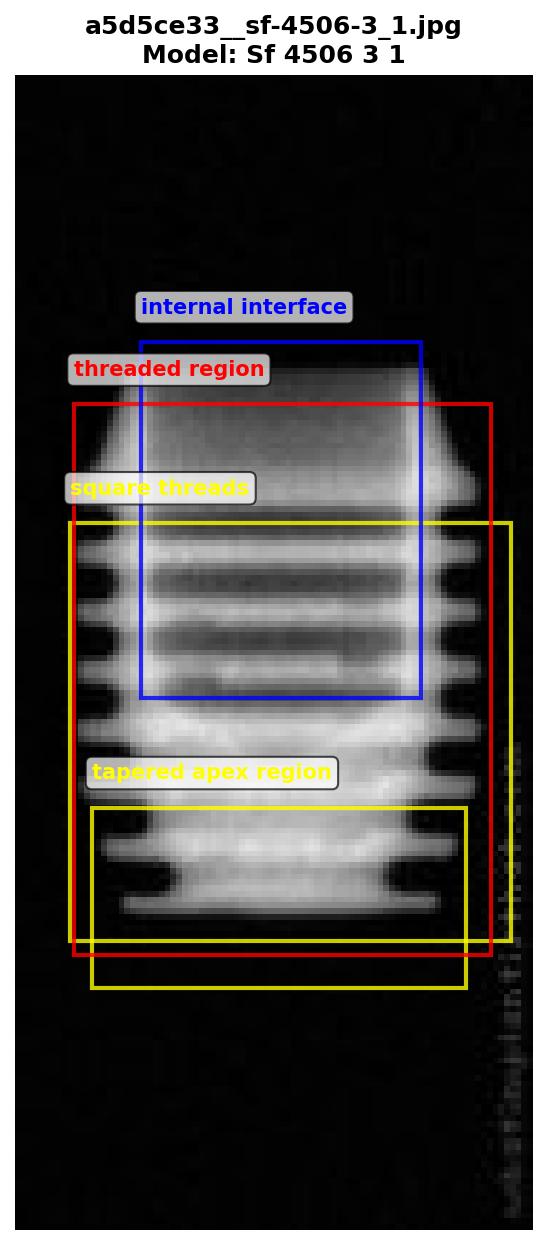 a5d5ce33__sf-4506-3_1.jpg
Model: Sf 4506 3 1
internal interface
threaded region
square threads
tapered apex region